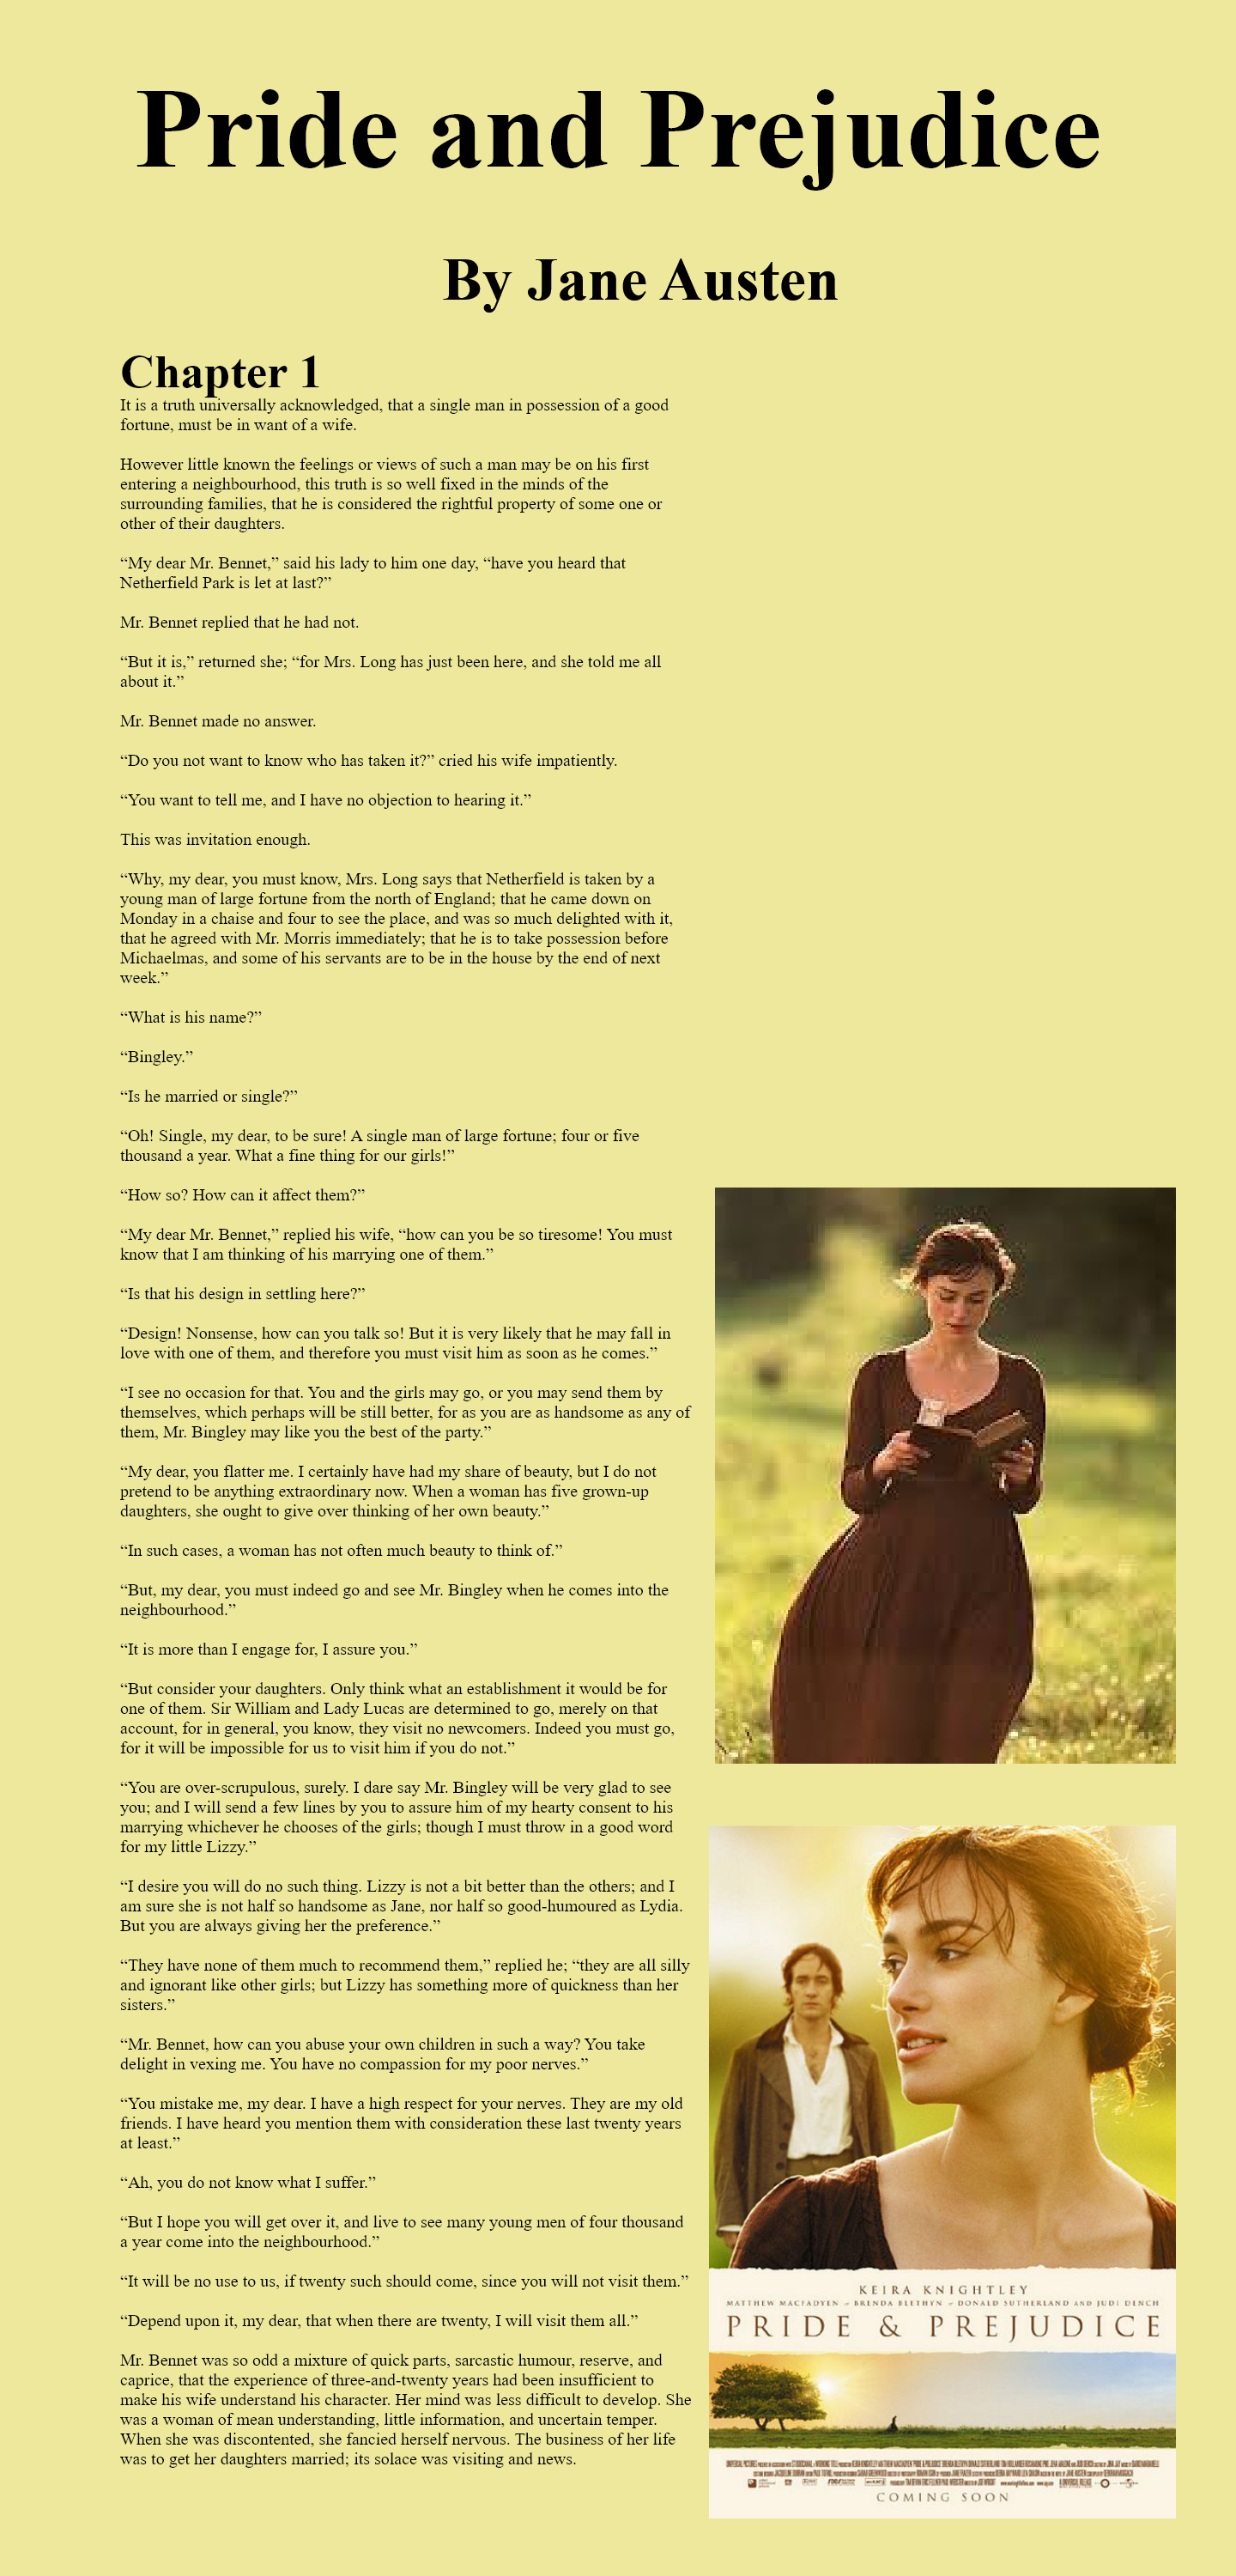 Pride and Prejudice
By Jane Austen
Chapter 1
It is a truth universally acknowledged, that a single man in possession of a good
fortune, must be in want of a wife.
However little known the feelings or views of such a man may be on his first
entering a neighbourhood, this truth is so well fixed in the minds of the
surrounding families, that he is considered the rightful property of some one or
other of their daughters.
“My dear Mr. Bennet,” said his lady to him one day, “have you heard that
Netherfield Park is let at last?”
Mr. Bennet replied that he had not.
“But it is,” returned she; “for Mrs. Long has just been here, and she told me all
about it.”
Mr. Bennet made no answer.
“Do you not want to know who has taken it?” cried his wife impatiently.
“You want to tell me, and I have no objection to hearing it.”
This was invitation enough.
“Why, my dear, you must know, Mrs. Long says that Netherfield is taken by a
young man of large fortune from the north of England; that he came down on
Monday in a chaise and four to see the place, and was so much delighted with it,
that he agreed with Mr. Morris immediately; that he is to take possession before
Michaelmas, and some of his servants are to be in the house by the end of next
week.”
“What is his name?”
“Bingley.”
“Is he married or single?”
“Oh! Single, my dear, to be sure! A single man of large fortune; four or five
thousand a year. What a fine thing for our girls!”
“How so? How can it affect them?”
“My dear Mr. Bennet,” replied his wife, “how can you be so tiresome! You must
know that I am thinking of his marrying one of them.”
“Is that his design in settling here?”
“Design! Nonsense, how can you talk so! But it is very likely that he may fall in
love with one of them, and therefore you must visit him as soon as he comes.”
“I see no occasion for that. You and the girls may go, or you may send them by
themselves, which perhaps will be still better, for as you are as handsome as any of
them, Mr. Bingley may like you the best of the party.”
“My dear, you flatter me. I certainly have had my share of beauty, but I do not
pretend to be anything extraordinary now. When a woman has five grown-up
daughters, she ought to give over thinking of her own beauty.”
“In such cases, a woman has not often much beauty to think of.”
“But, my dear, you must indeed go and see Mr. Bingley when he comes into the
neighbourhood.”
“It is more than I engage for, I assure you.”
“But consider your daughters. Only think what an establishment it would be for
one of them. Sir William and Lady Lucas are determined to go, merely on that
account, for in general, you know, they visit no newcomers. Indeed you must go,
for it will be impossible for us to visit him if you do not.”
“You are over-scrupulous, surely. I dare say Mr. Bingley will be very glad to see
you; and I will send a few lines by you to assure him of my hearty consent to his
marrying whichever he chooses of the girls; though I must throw in a good word
for my little Lizzy.”
“I desire you will do no such thing. Lizzy is not a bit better than the others; and I
am sure she is not half so handsome as Jane, nor half so good-humoured as Lydia.
But you are always giving her the preference.”
“They have none of them much to recommend them,” replied he; “they are all silly
and ignorant like other girls; but Lizzy has something more of quickness than her
sisters.”
“Mr. Bennet, how can you abuse your own children in such a way? You take
delight in vexing me. You have no compassion for my poor nerves.”
“You mistake me, my dear. I have a high respect for your nerves. They are my old
friends. I have heard you mention them with consideration these last twenty years
at least.”
“Ah, you do not know what I suffer.”
“But I hope you will get over it, and live to see many young men of four thousand
a year come into the neighbourhood.”
“It will be no use to us, if twenty such should come, since you will not visit them.”
“Depend upon it, my dear, that when there are twenty, I will visit them all.”
Mr. Bennet was so odd a mixture of quick parts, sarcastic humour, reserve, and
caprice, that the experience of three-and-twenty years had been insufficient to
make his wife understand his character. Her mind was less difficult to develop. She
was a woman of mean understanding, little information, and uncertain temper.
When she was discontented, she fancied herself nervous. The business of her life
was to get her daughters married; its solace was visiting and news.
KEIRA KNIGHTLEY
MATTHEW MACFADYEN BRENDA BLETHYN DONALD SUTHERLAND AND JUDI DENCH
PRIDE & PREJUDICE
COMING SOON